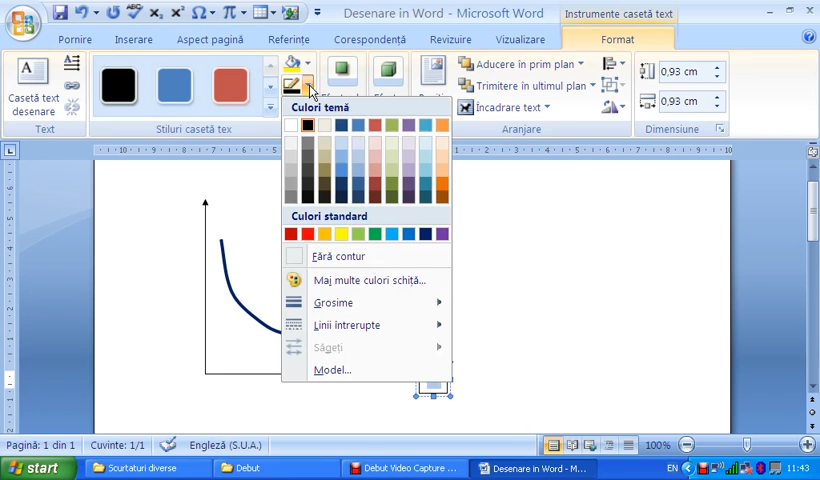 Desenare in Word - Microsoft Word
Instrumente casetă text
Pornire Inserare Aspect pagină Referințe Corespondență Revizuire Vizualizare Format
Casetă text
desenare
Aducere în prim plan
Trimitere în ultimul plan
Încadrare text
0,93 cm
0,93 cm
Text
Stiluri casetă tex
Aranjare
Dimensiune
Culori temă
Culori standard
Fără contur
Mai multe culori schiță...
Grosime
Linii întrerupte
Săgeți
Model...
Pagină: 1 din 1 Cuvinte: 1/1 Engleză (S.U.A.) 100%
start Scurtaturi diverse Debut Debut Video Capture ... Desenare in Word - M... EN 11:43